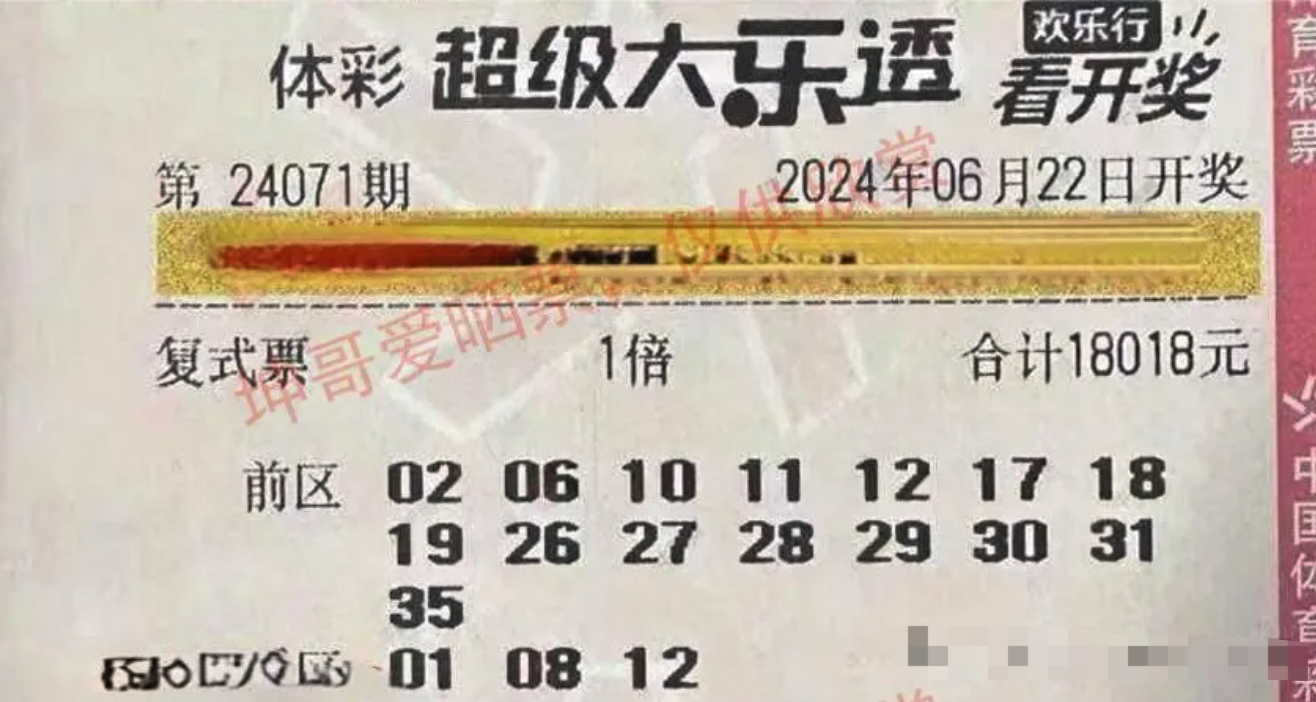 体彩 超级大乐透 欢乐行 看开奖
第 24071期 2024年06月22日开奖
复式票 1倍 合计18018元
前区 02 06 10 11 12 17 18
19 26 27 28 29 30 31
35
01 08 12
坤哥爱晒票,仅供欣赏
育彩票
中国体育彩